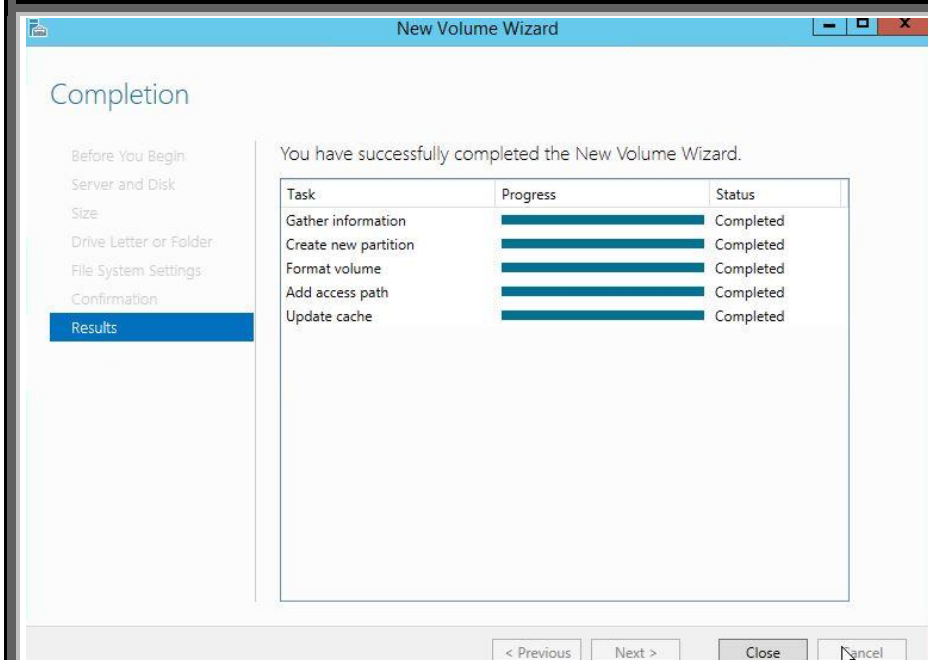 New Volume Wizard
Completion
Before You Begin
Server and Disk
Size
Drive Letter or Folder
File System Settings
Confirmation
Results
You have successfully completed the New Volume Wizard.
Task Progress Status
Gather information Completed
Create new partition Completed
Format volume Completed
Add access path Completed
Update cache Completed
< Previous Next > Close Cancel